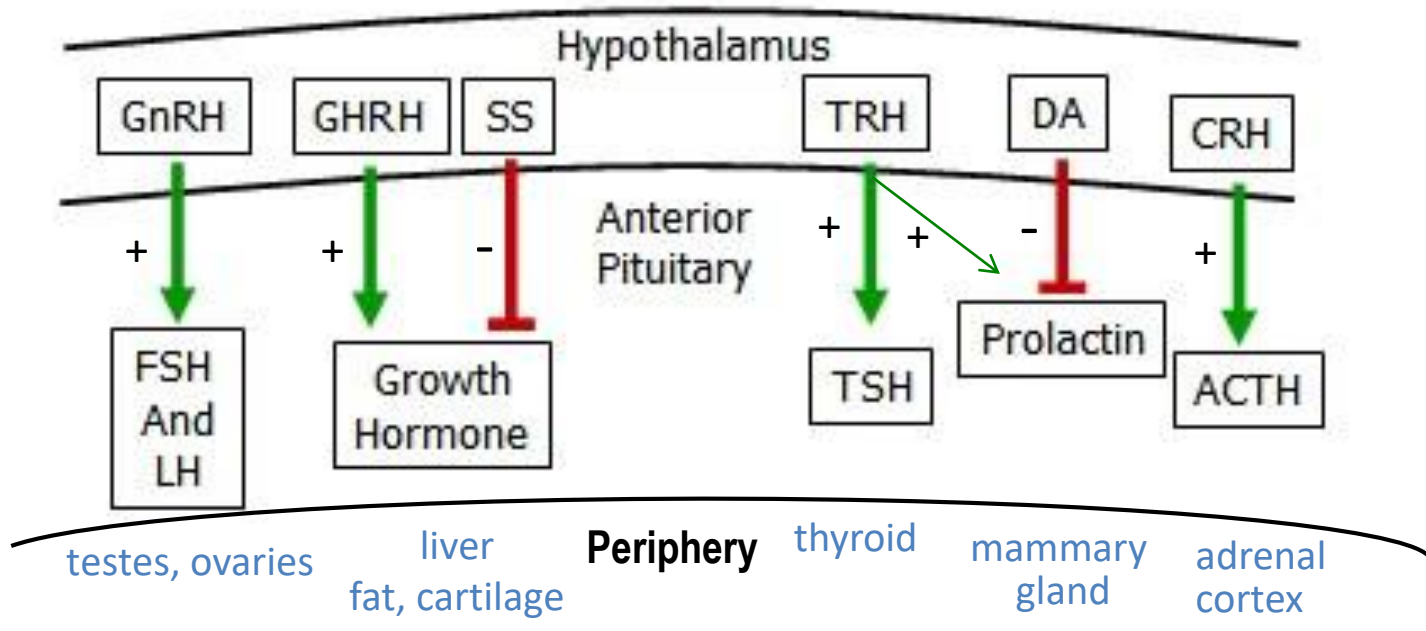 Hypothalamus
GnRH
GHRH
SS
TRH
DA
CRH
Anterior
Pituitary
+
+
-
+
+
-
+
FSH
And
LH
Growth
Hormone
TSH
Prolactin
ACTH
Periphery
testes, ovaries
liver
fat, cartilage
thyroid
mammary
gland
adrenal
cortex